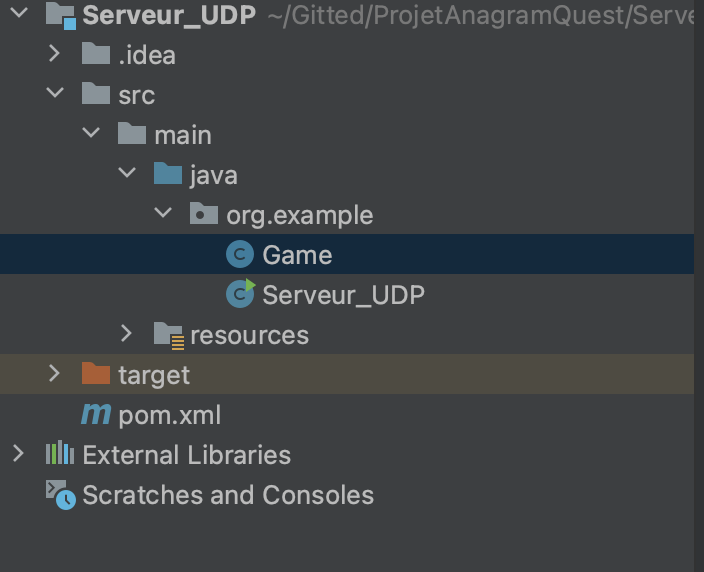 Serveur_UDP ~/Gitted/ProjetAnagramQuest/Serve
.idea
src
main
java
org.example
C Game
C Serveur_UDP
resources
target
m pom.xml
External Libraries
Scratches and Consoles